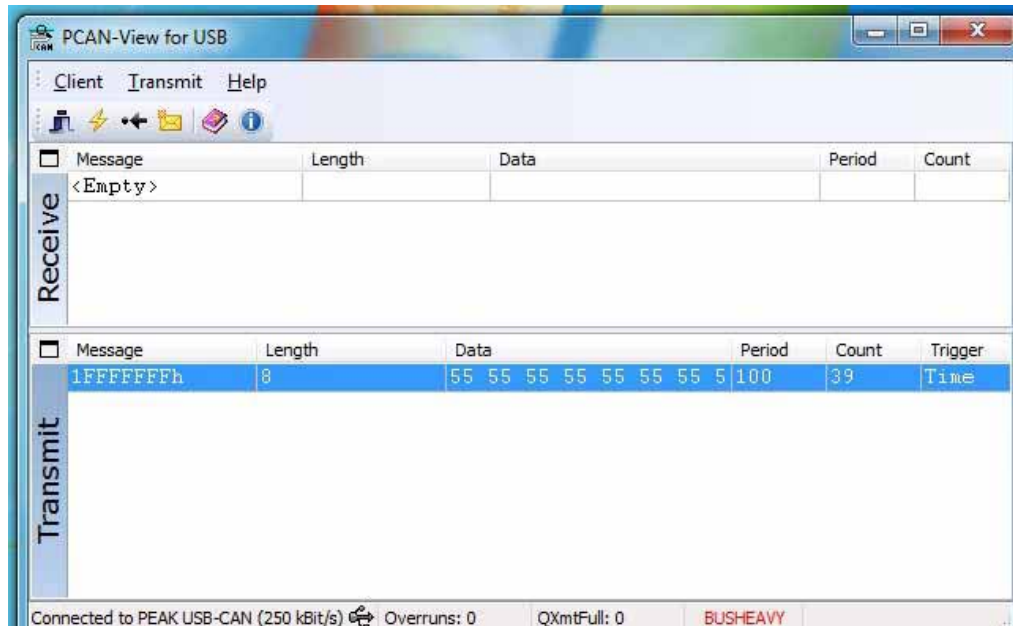 PCAN-View for USB
Client Transmit Help
Message Length Data Period Count
<Empty>
Receive
Message Length Data Period Count Trigger
1FFFFFFFh 8 55 55 55 55 55 55 55 5 100 39 Time
Transmit
Connected to PEAK USB-CAN (250 kBit/s) Overruns: 0 QXmtFull: 0 BUSHEAVY